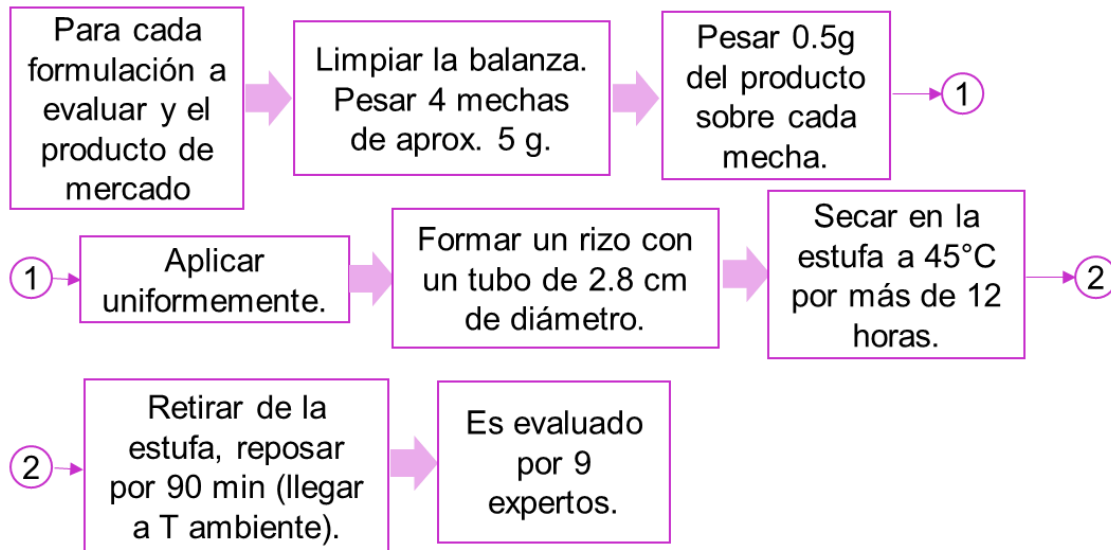 Para cada
formulación a
evaluar y el
producto de
mercado
Limpiar la balanza.
Pesar 4 mechas
de aprox. 5 g.
Pesar 0.5g
del producto
sobre cada
mecha.
1
1
Aplicar
uniformemente.
Formar un rizo con
un tubo de 2.8 cm
de diámetro.
Secar en la
estufa a 45°C
por más de 12
horas.
2
2
Retirar de la
estufa, reposar
por 90 min (llegar
a T ambiente).
Es evaluado
por 9
expertos.